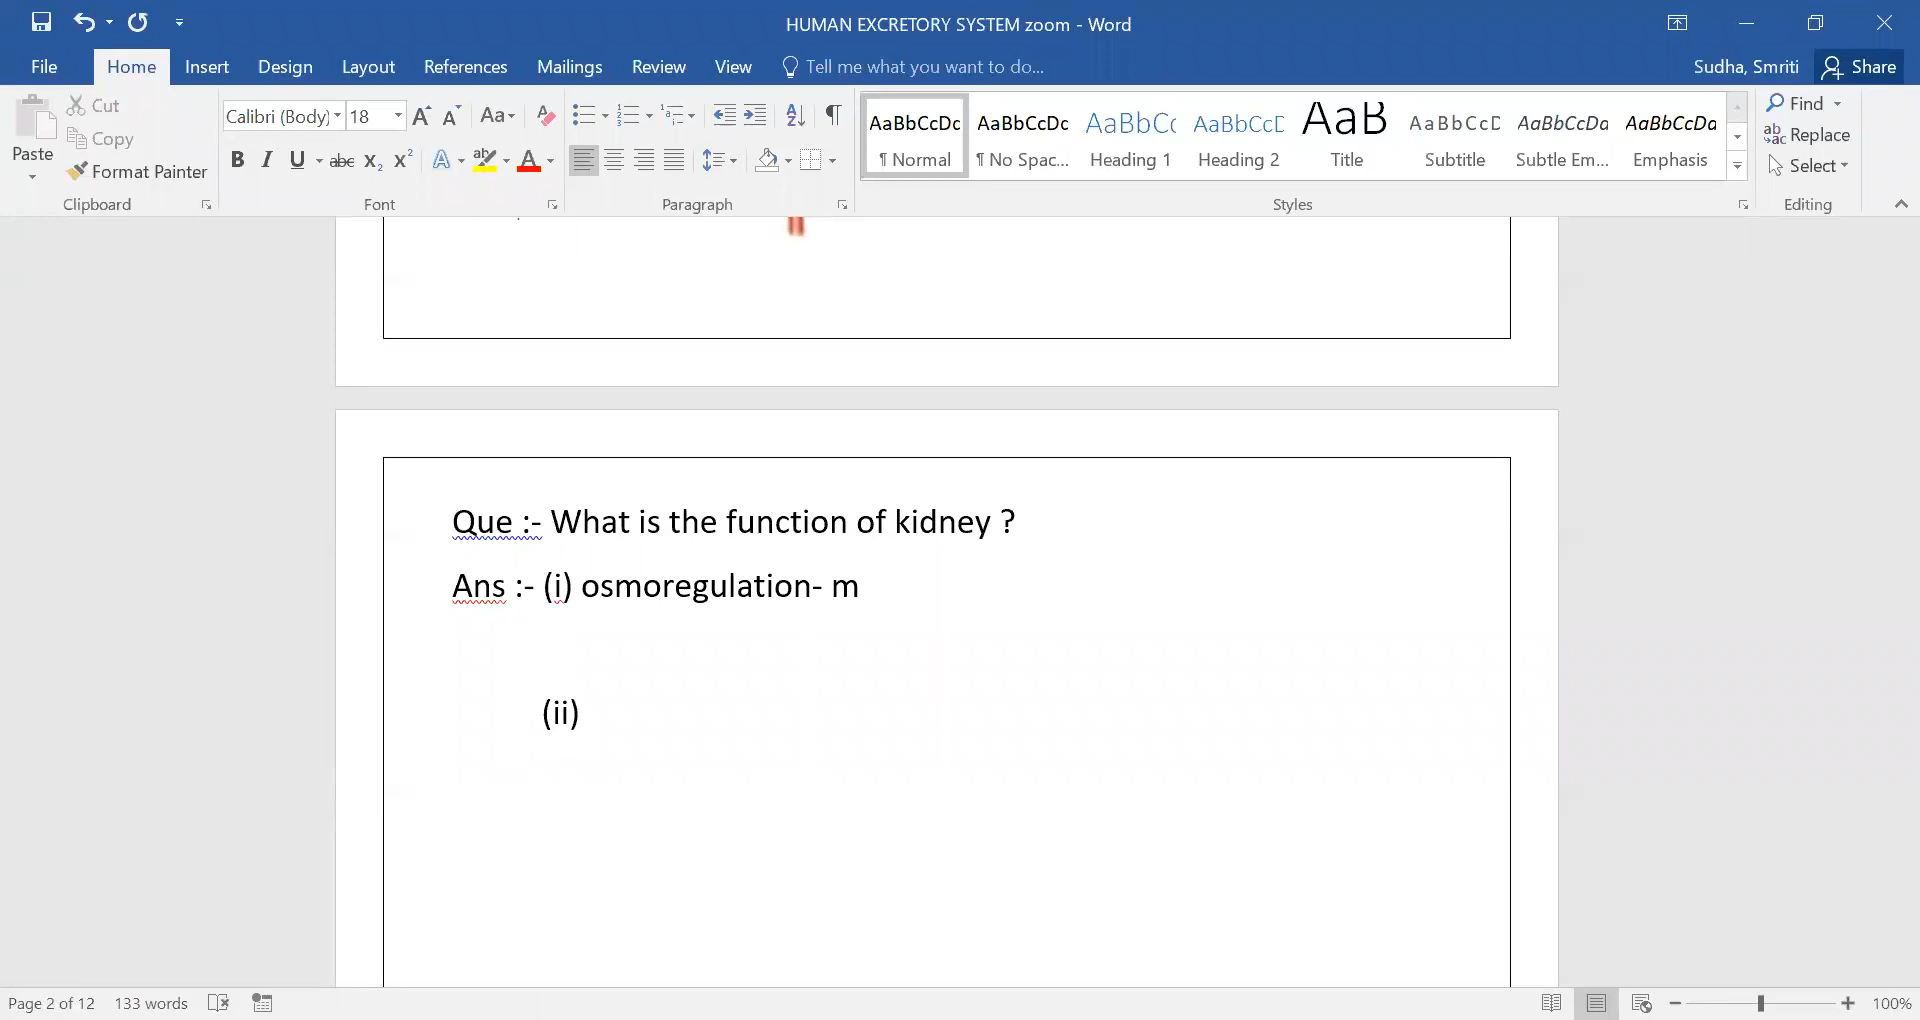 HUMAN EXCRETORY SYSTEM zoom - Word
File Home Insert Design Layout References Mailings Review View Tell me what you want to do... Sudha, Smriti Share
Paste
Cut
Copy
Format Painter
Clipboard
Calibri (Body) 18
Font
Paragraph
AaBbCcDc AaBbCcDc AaBbCc AaBbCcD AaB AaBbCcD AaBbCcDa AaBbCcDa
¶ Normal ¶ No Spac... Heading 1 Heading 2 Title Subtitle Subtle Em... Emphasis
Styles
Find
Replace
Select
Editing
Que :- What is the function of kidney ?
Ans :- (i) osmoregulation- m
(ii)
Page 2 of 12 133 words 100%